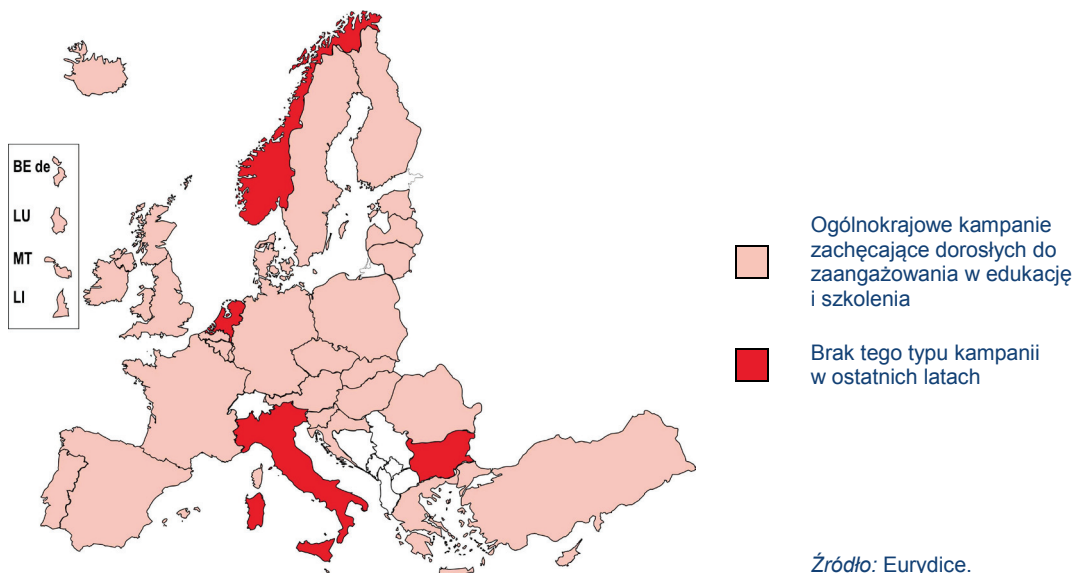 BE de
LU
MT
LI
Ogólnokrajowe kampanie
zachęcające dorosłych do
zaangażowania w edukację
i szkolenia
Brak tego typu kampanii
w ostatnich latach
Źródło: Eurydice.